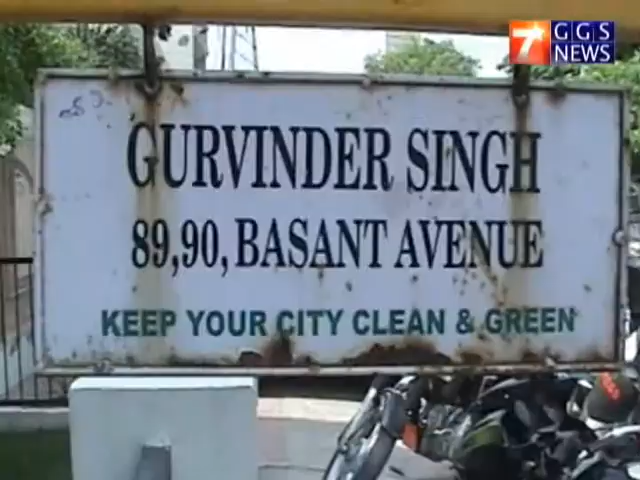 7 GGS
NEWS
GURVINDER SINGH
89,90, BASANT AVENUE
KEEP YOUR CITY CLEAN & GREEN